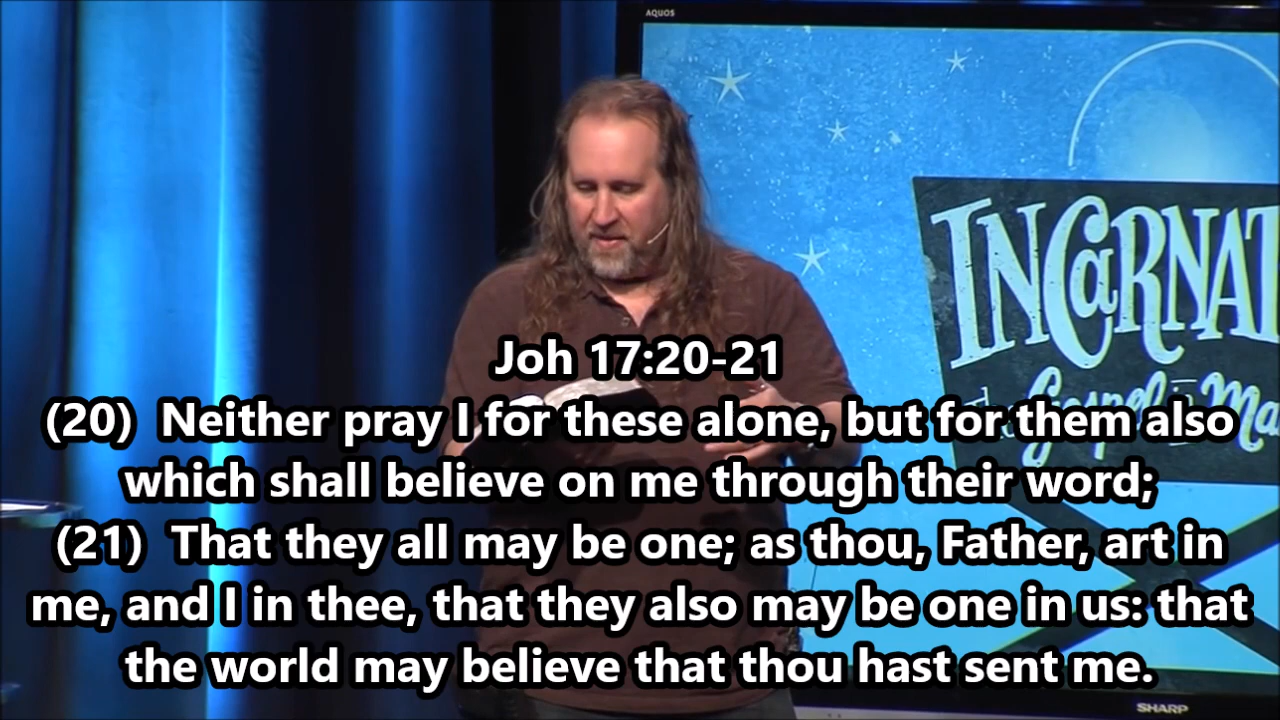 AQUOS
INCaRNAT
Gospel in Ma
Joh 17:20-21
(20) Neither pray I for these alone, but for them also
which shall believe on me through their word;
(21) That they all may be one; as thou, Father, art in
me, and I in thee, that they also may be one in us: that
the world may believe that thou hast sent me.
SHARP